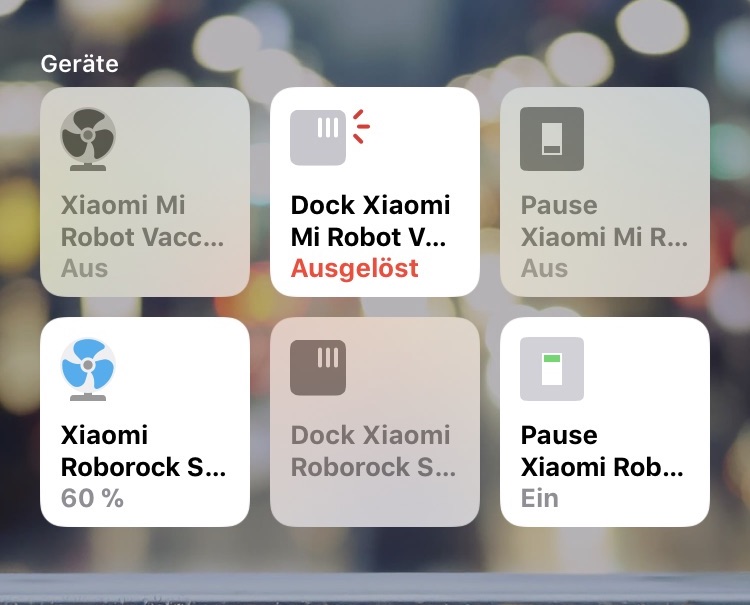 Geräte
Xiaomi Mi
Robot Vacc...
Aus
Dock Xiaomi
Mi Robot V...
Ausgelöst
Pause
Xiaomi Mi R...
Aus
Xiaomi
Roborock S...
60 %
Dock Xiaomi
Roborock S...
Pause
Xiaomi Rob...
Ein